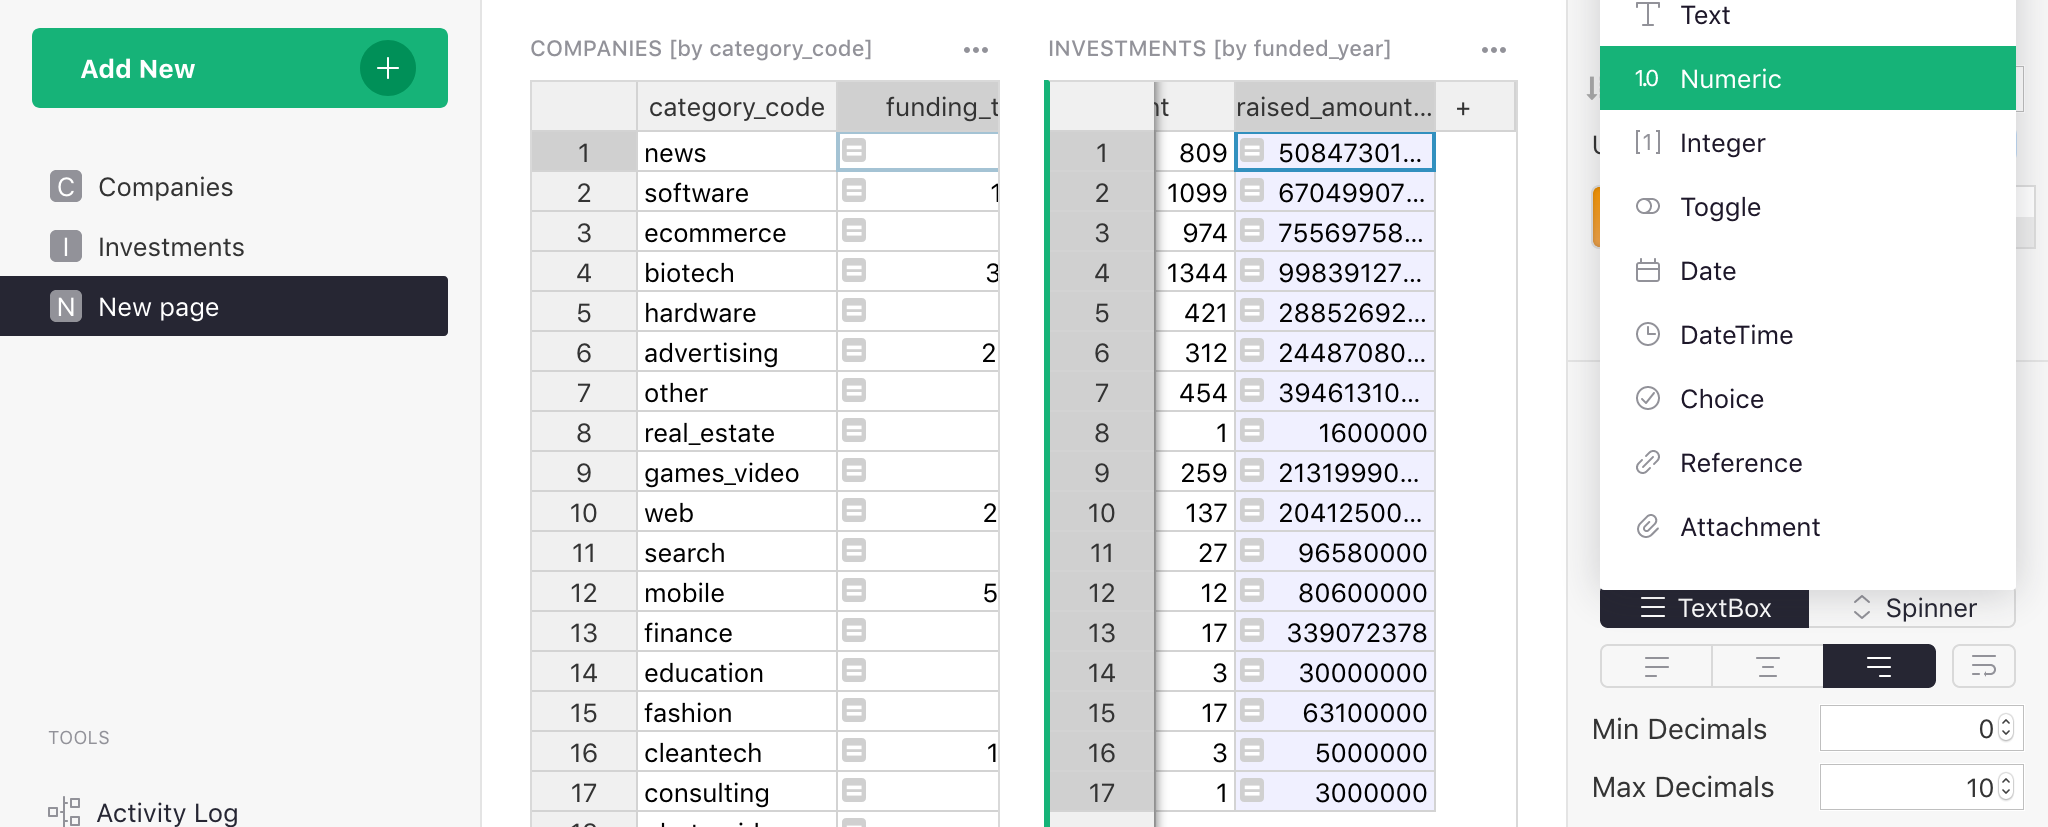 Add New
C Companies
I Investments
N New page
TOOLS
Activity Log
COMPANIES [by category_code]
category_code funding_t
1 news
2 software 1
3 ecommerce
4 biotech 3
5 hardware
6 advertising 2
7 other
8 real_estate
9 games_video
10 web 2
11 search
12 mobile 5
13 finance
14 education
15 fashion
16 cleantech 1
17 consulting
INVESTMENTS [by funded_year]
nt raised_amount... +
1 809 50847301...
2 1099 67049907...
3 974 75569758...
4 1344 99839127...
5 421 28852692...
6 312 24487080...
7 454 39461310...
8 1 1600000
9 259 21319990...
10 137 20412500...
11 27 96580000
12 12 80600000
13 17 339072378
14 3 30000000
15 17 63100000
16 3 5000000
17 1 3000000
Text
1.0 Numeric
[1] Integer
Toggle
Date
DateTime
Choice
Reference
Attachment
TextBox Spinner
Min Decimals 0
Max Decimals 10